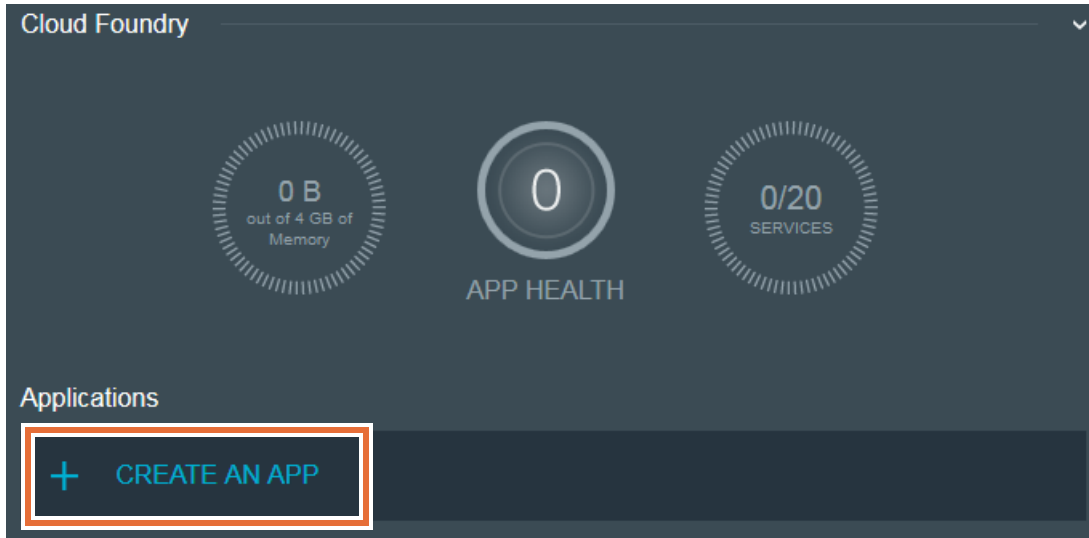 Cloud Foundry
0 B
out of 4 GB of
Memory
0
APP HEALTH
0/20
SERVICES
Applications
+ CREATE AN APP